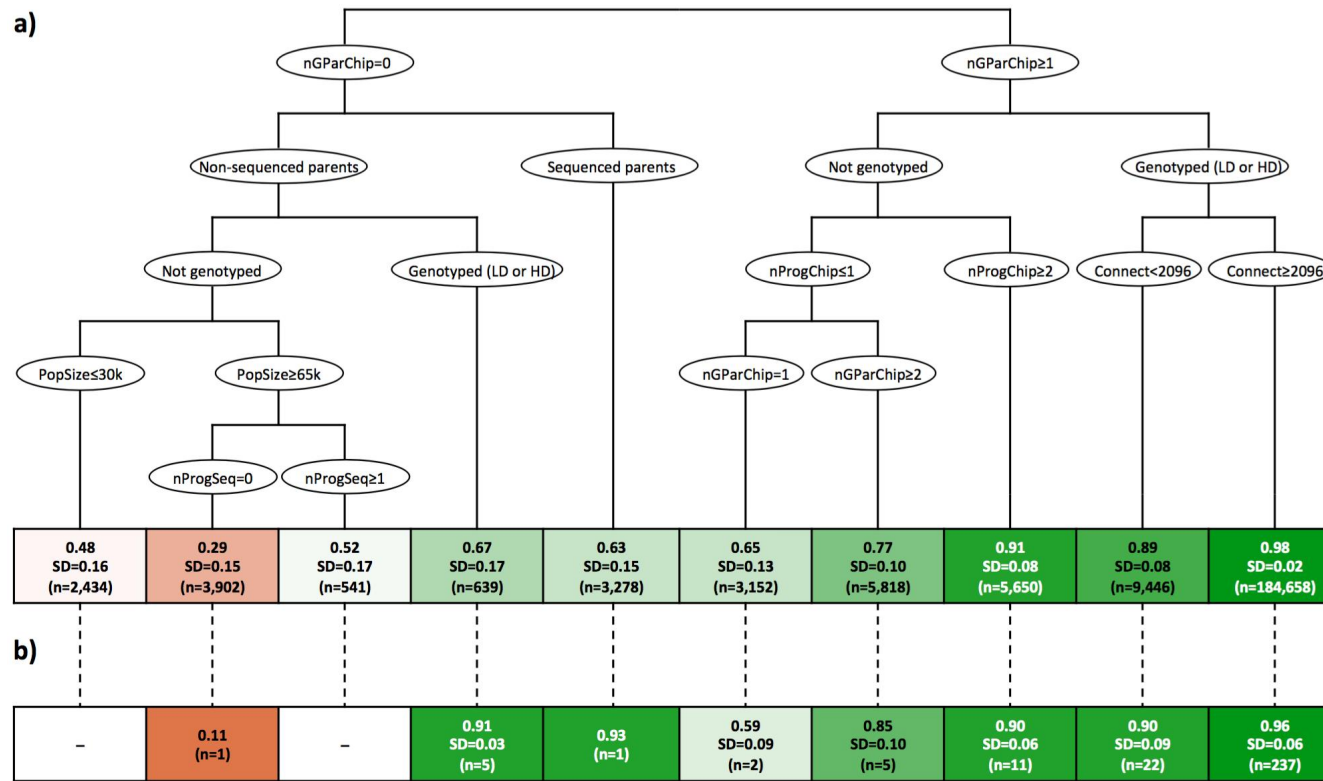 a)
nGParChip=0
nGParChip≥1
Non-sequenced parents
Sequenced parents
Not genotyped
Genotyped (LD or HD)
Not genotyped
Genotyped (LD or HD)
nProgChip≤1
nProgChip≥2
Connect<2096
Connect≥2096
PopSize≤30k
PopSize≥65k
nGParChip=1
nGParChip≥2
nProgSeq=0
nProgSeq≥1
0.48
SD=0.16
(n=2,434)
0.29
SD=0.15
(n=3,902)
0.52
SD=0.17
(n=541)
0.67
SD=0.17
(n=639)
0.63
SD=0.15
(n=3,278)
0.65
SD=0.13
(n=3,152)
0.77
SD=0.10
(n=5,818)
0.91
SD=0.08
(n=5,650)
0.89
SD=0.08
(n=9,446)
0.98
SD=0.02
(n=184,658)
b)
–
0.11
(n=1)
–
0.91
SD=0.03
(n=5)
0.93
(n=1)
0.59
SD=0.09
(n=2)
0.85
SD=0.10
(n=5)
0.90
SD=0.06
(n=11)
0.90
SD=0.09
(n=22)
0.96
SD=0.06
(n=237)